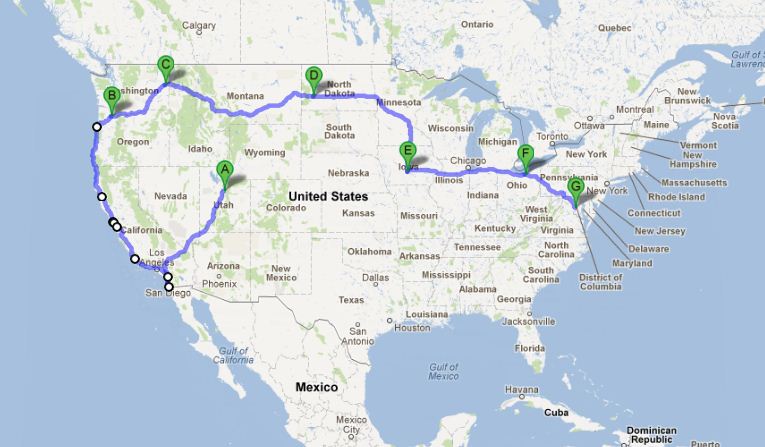 Calgary
Ontario
Quebec
Gulf of
St
Lawrence
New
Brunswick
Nova
Scotia
C
D
B
Washington
Montana
North
Dakota
Minnesota
Ottawa
Montreal
Maine
Toronto
Vermont
New
Hampshire
Oregon
Idaho
South
Dakota
Wisconsin
Michigan
New York
Massachusetts
Rhode Island
Connecticut
New Jersey
E
F
A
G
Wyoming
Nebraska
Iowa
Chicago
Illinois
Indiana
Ohio
Pennsylvania
New York
Nevada
Utah
Colorado
United States
Kansas
Missouri
West
Virginia
Virginia
Kentucky
Delaware
Maryland
District of
Columbia
California
Los
Angeles
San Diego
Arizona
Phoenix
New
Mexico
Oklahoma
Arkansas
Tennessee
North
Carolina
South
Carolina
Mississippi
Alabama
Georgia
Dallas
Texas
Louisiana
Jacksonville
San
Antonio
Houston
Florida
Gulf of
California
Gulf of
Mexico
Mexico
Havana
Cuba
Mexico
City
Dominican
Republic
Puerto